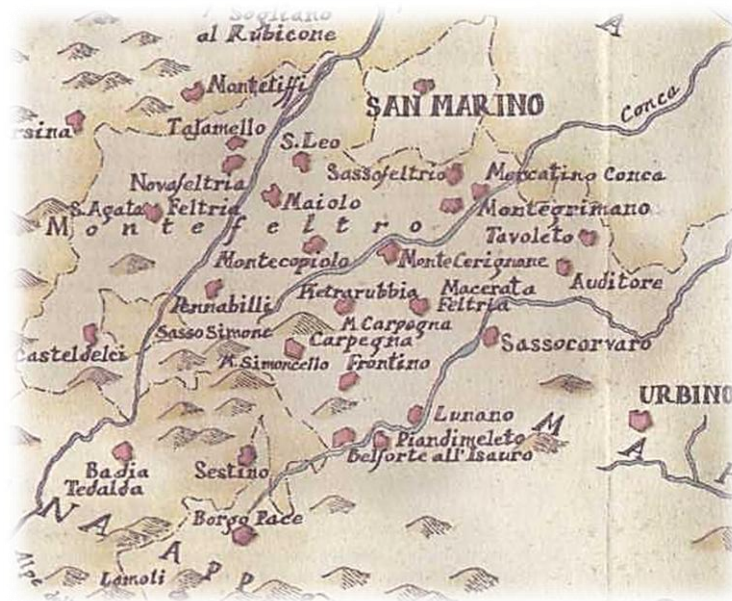 Sogliano
al Rubicone
Montetiffi
SAN MARINO
Conca
rsina
Talamello
S. Leo
Sassofeltrio
Mercatino Conca
Novafeltria
S. Agata Feltria
Maiolo
Montegrimano
Montefeltro
Tavoleto
Montecopiolo
Monte Cerignone
Auditore
Pennabilli
Pietrarubbia
Macerata
Feltria
Sasso Simone
M. Carpegna
Carpegna
Casteldelci
M. Simoncello
Frontino
Sassocorvaro
URBINO
Lunano
Piandimeleto
Belforte all'Isauro
Badia
Tedalda
Sestino
Borgo Pace
Lamoli
Alpe d
N A
A P P
M
A
A